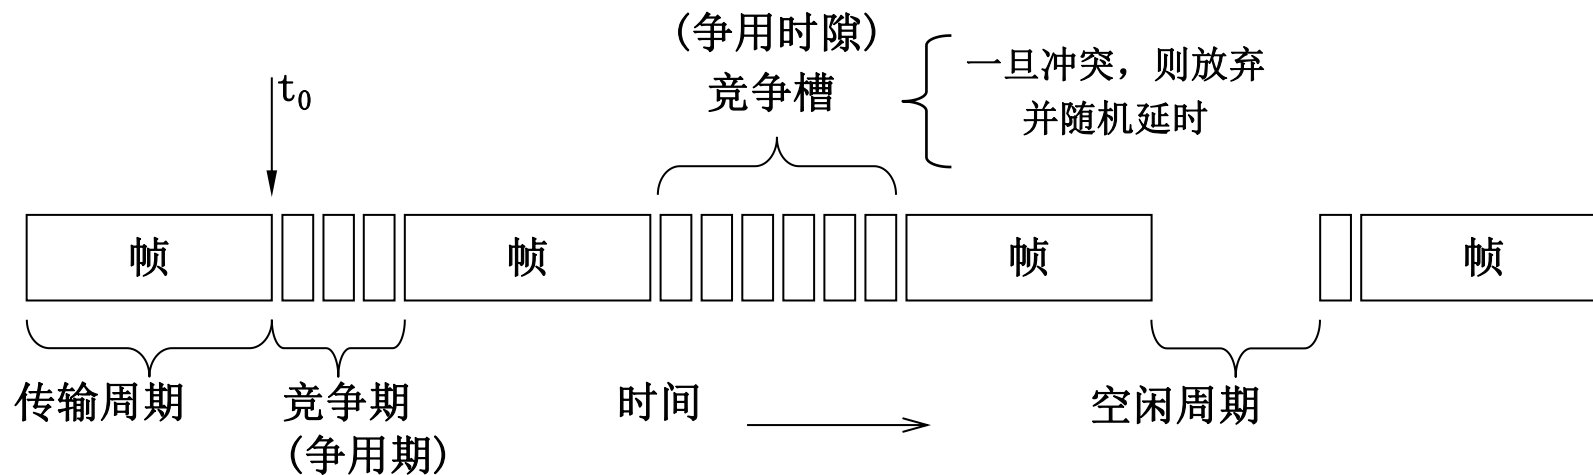 (争用时隙)
竞争槽
一旦冲突，则放弃
并随机延时
t₀
帧
帧
帧
帧
传输周期
竞争期
(争用期)
时间
空闲周期